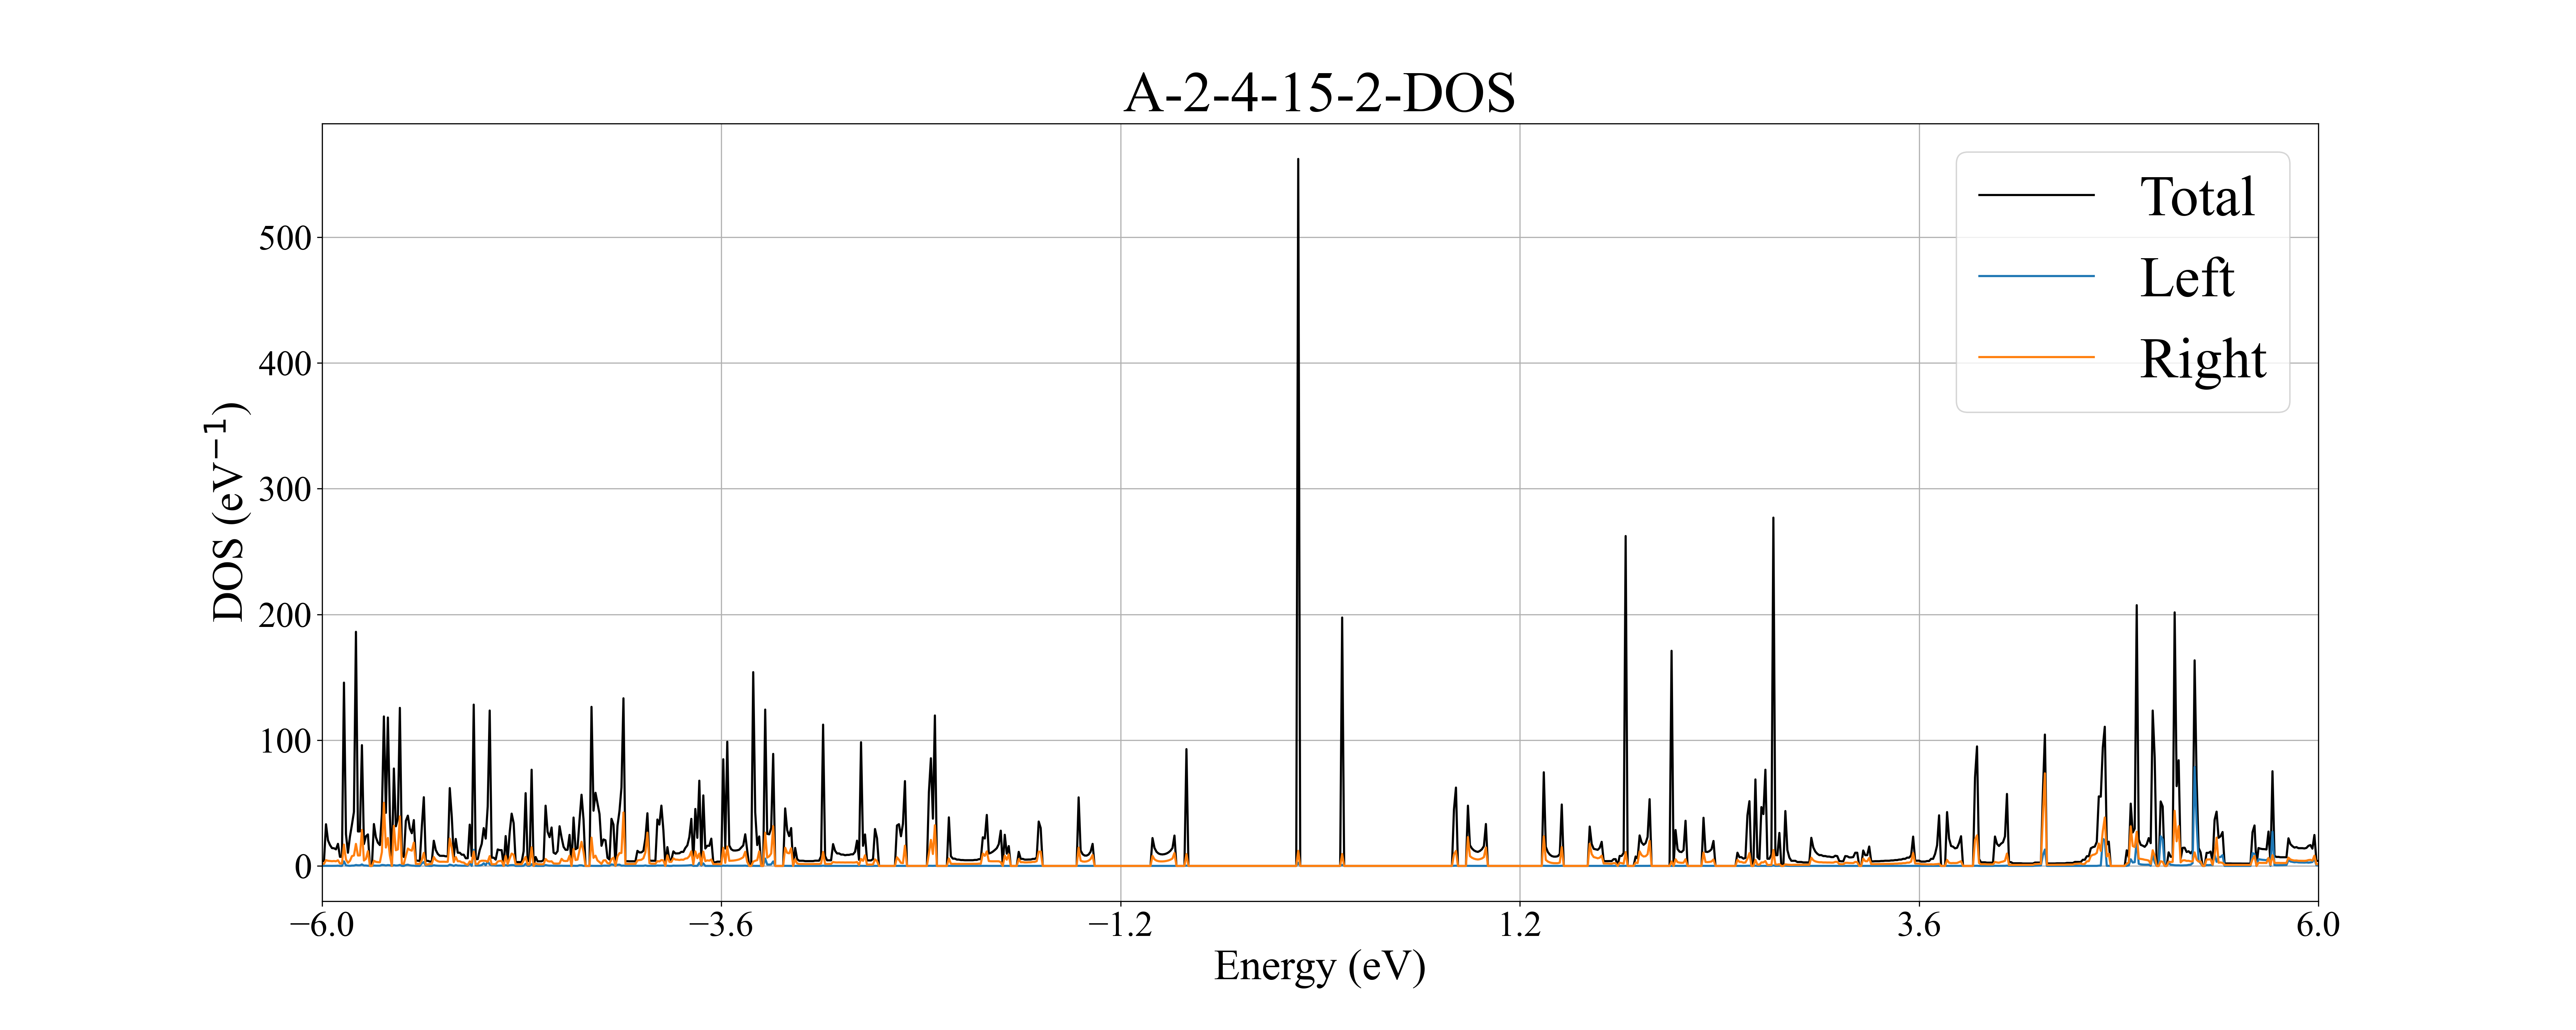 A-2-4-15-2-DOS
DOS (eV⁻¹)
500
400
300
200
100
0
Total
Left
Right
−6.0 −3.6 −1.2 1.2 3.6 6.0
Energy (eV)